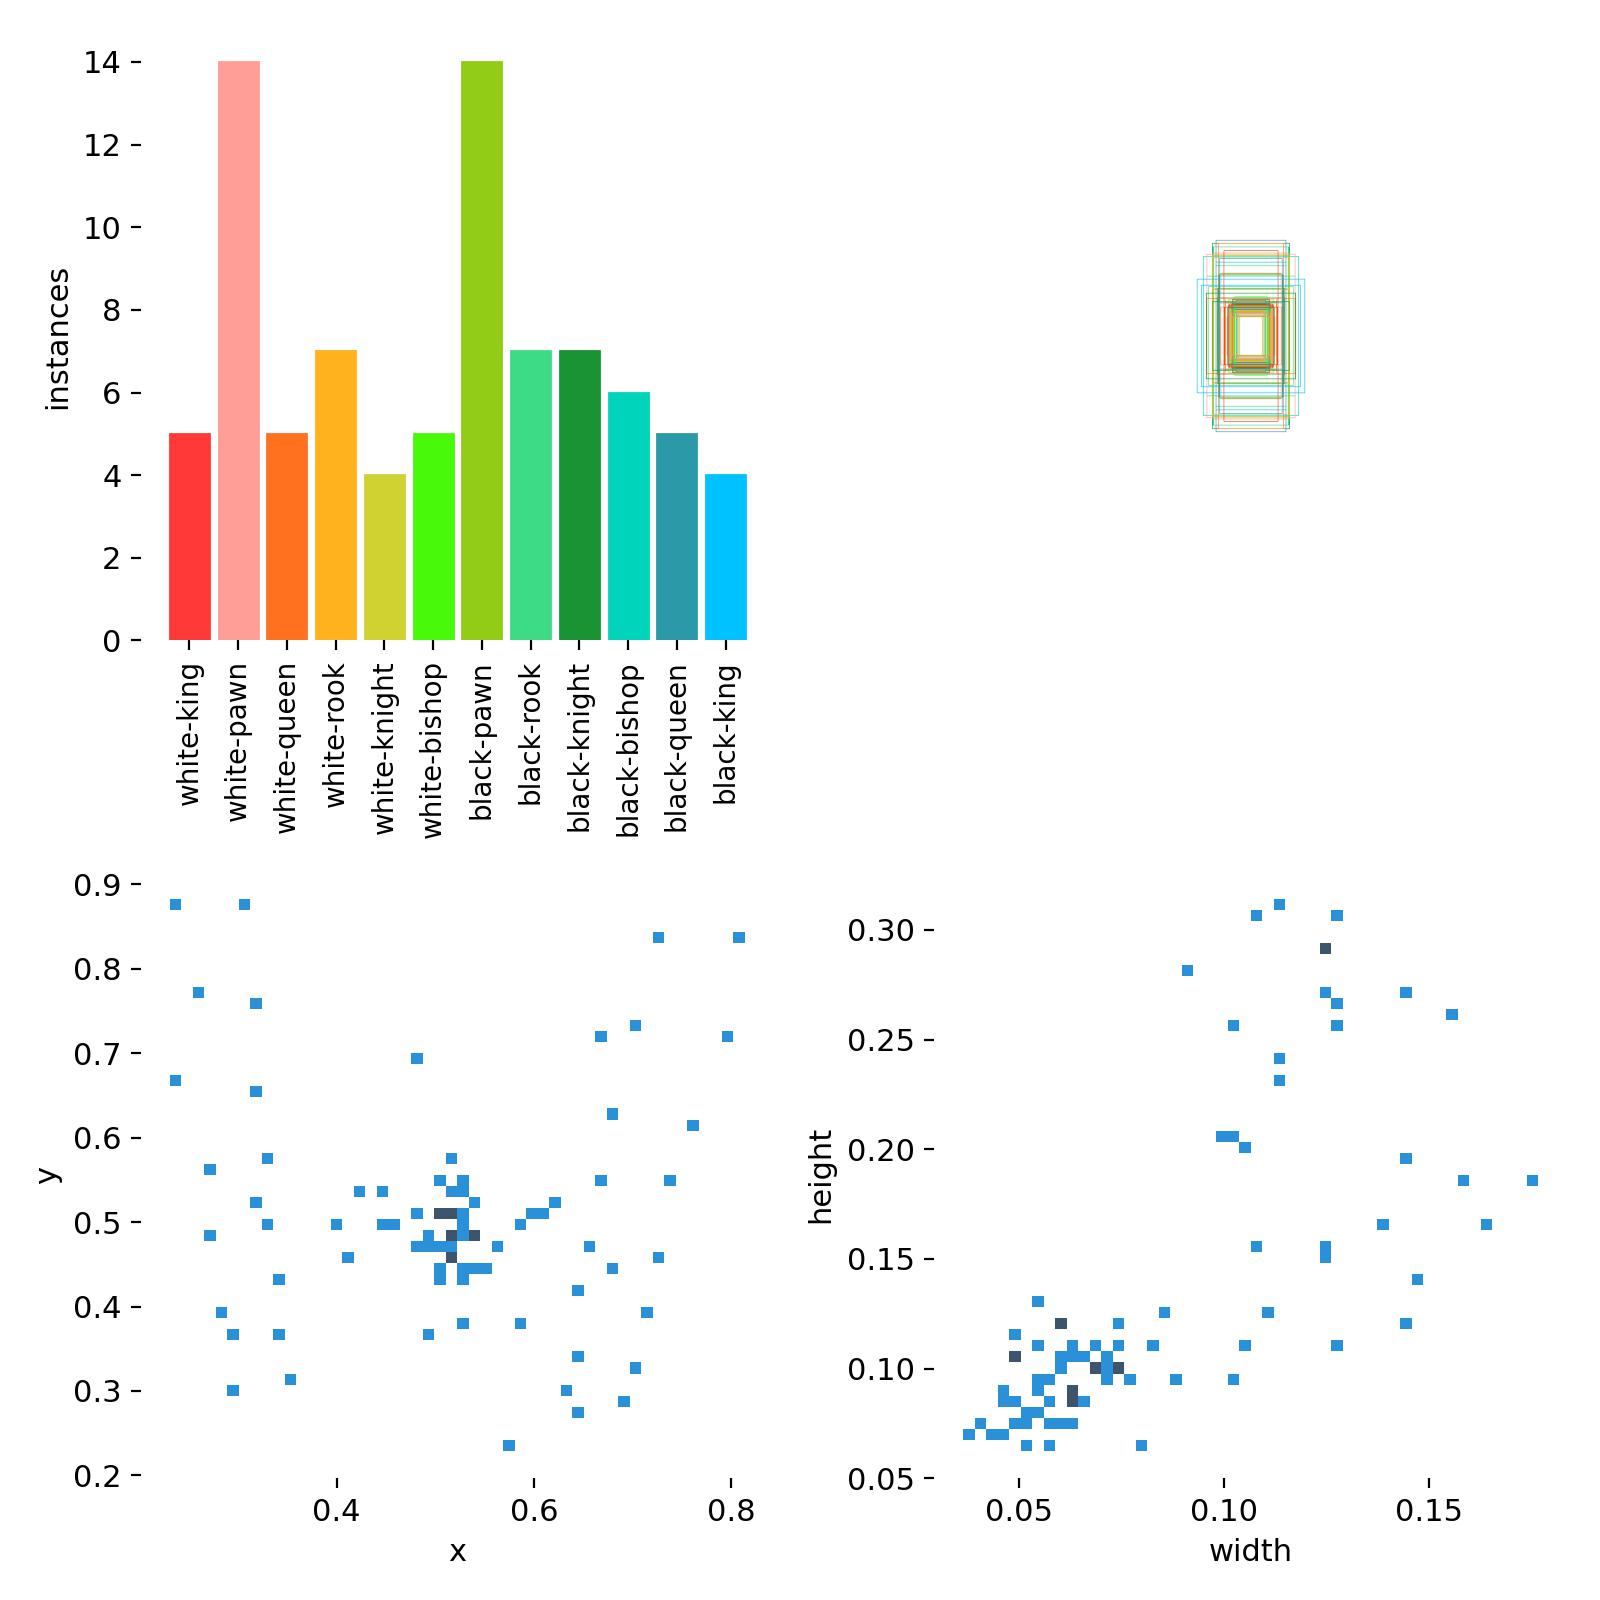 14
12
10
8
6
4
2
0
instances
white-king
white-pawn
white-queen
white-rook
white-knight
white-bishop
black-pawn
black-rook
black-knight
black-bishop
black-queen
black-king
0.9
0.8
0.7
0.6
0.5
0.4
0.3
0.2
y
0.4 0.6 0.8
x
0.30
0.25
0.20
0.15
0.10
0.05
height
0.05 0.10 0.15
width